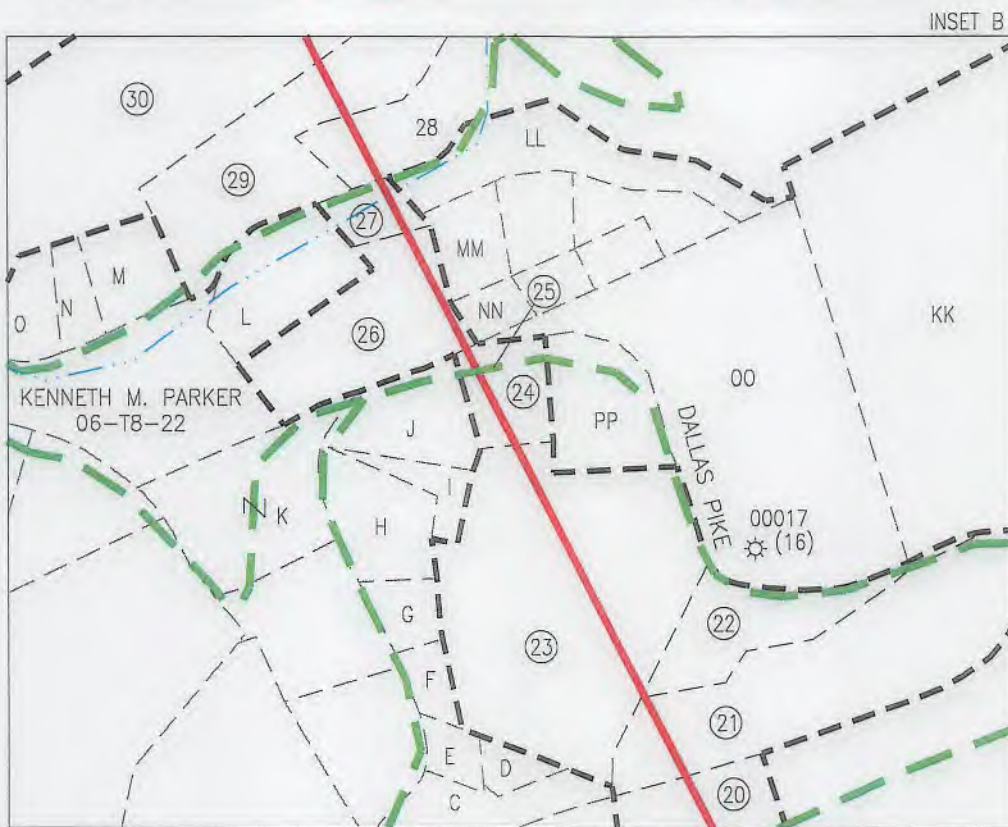 INSET B
30
28
LL
29
27
M
MM
N
25
O
L
NN
KK
26
KENNETH M. PARKER
06-T8-22
24
OO
J
PP
DALLAS PIKE
I
K
H
00017
(16)
G
22
23
F
21
E
D
C
20